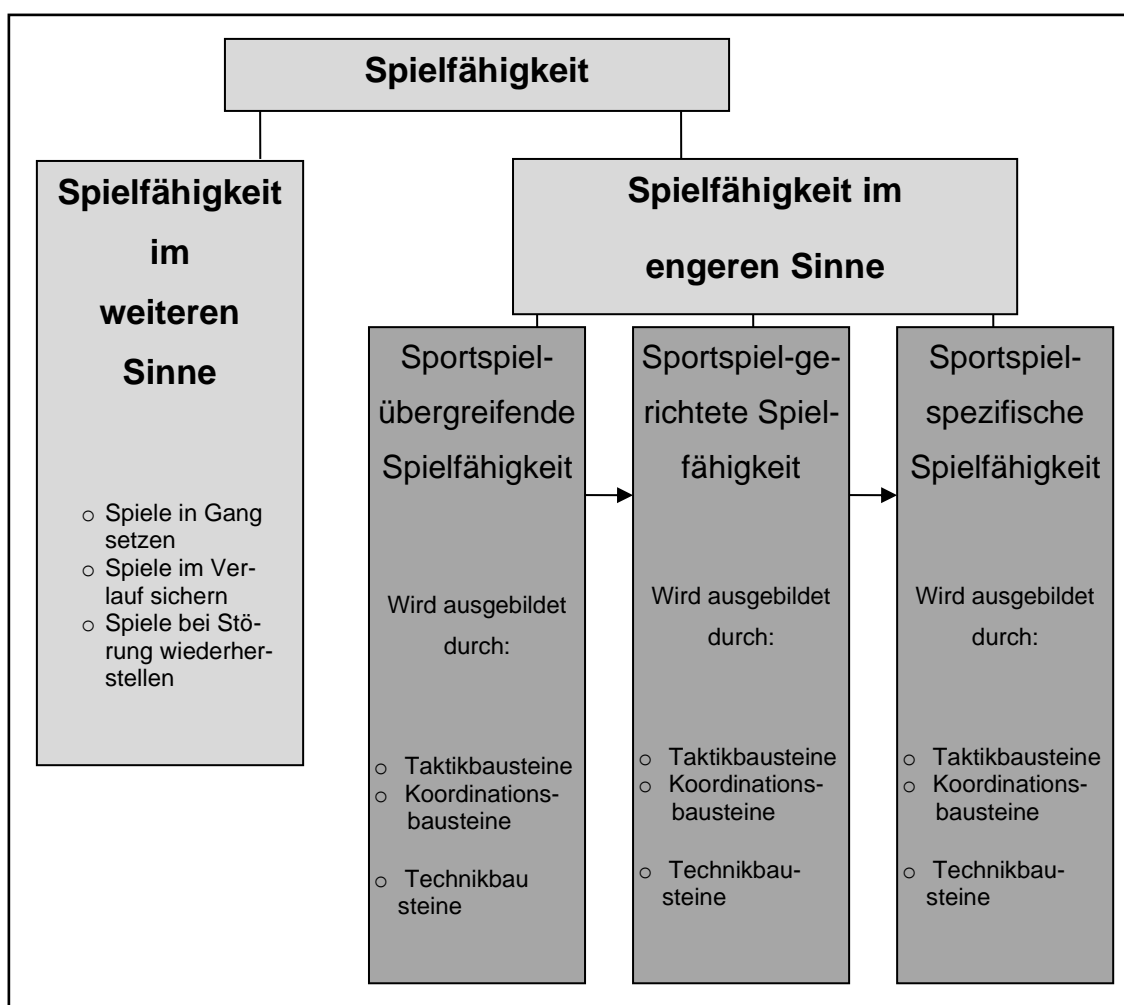 Spielfähigkeit
Spielfähigkeit
im
weiteren
Sinne
o Spiele in Gang
setzen
o Spiele im Ver-
lauf sichern
o Spiele bei Stö-
rung wiederher-
stellen
Spielfähigkeit im
engeren Sinne
Sportspiel-
übergreifende
Spielfähigkeit
Wird ausgebildet
durch:
o Taktikbausteine
o Koordinations-
bausteine
o Technikbau
steine
Sportspiel-ge-
richtete Spiel-
fähigkeit
Wird ausgebildet
durch:
o Taktikbausteine
o Koordinations-
bausteine
o Technikbau-
steine
Sportspiel-
spezifische
Spielfähigkeit
Wird ausgebildet
durch:
o Taktikbausteine
o Koordinations-
bausteine
o Technikbau-
steine